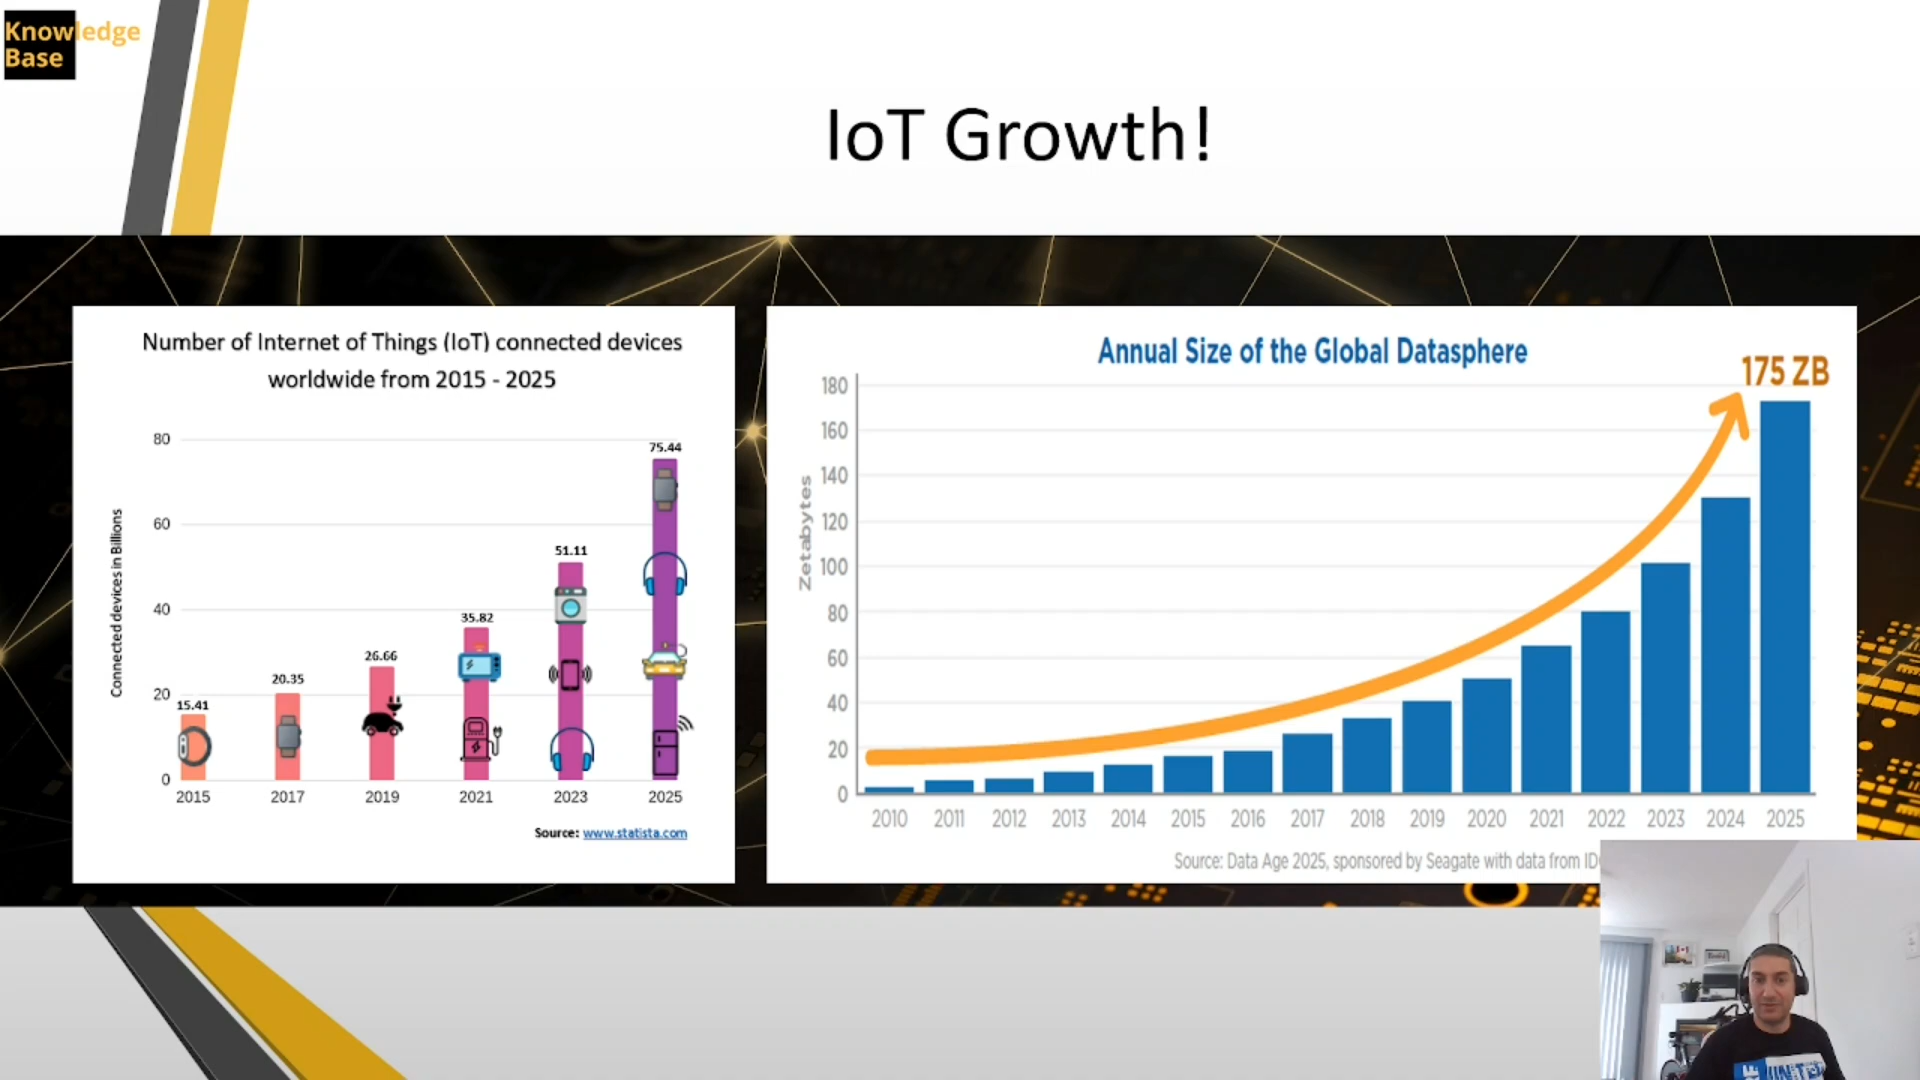 Knowledge
Base
IoT Growth!
Number of Internet of Things (IoT) connected devices
worldwide from 2015 - 2025
Connected devices in Billions
80
60
40
20
0
15.41
20.35
26.66
35.82
51.11
75.44
2015 2017 2019 2021 2023 2025
Source: www.statista.com
Annual Size of the Global Datasphere
175 ZB
Zetabytes
180
160
140
120
100
80
60
40
20
0
2010 2011 2012 2013 2014 2015 2016 2017 2018 2019 2020 2021 2022 2023 2024 2025
Source: Data Age 2025, sponsored by Seagate with data from